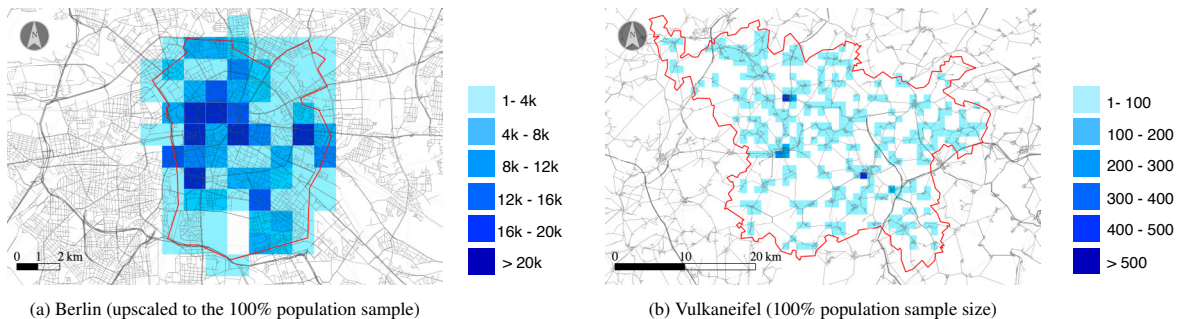 N
1- 4k
4k - 8k
8k - 12k
12k - 16k
16k - 20k
> 20k
0 1 2 km
(a) Berlin (upscaled to the 100% population sample)
N
1- 100
100 - 200
200 - 300
300 - 400
400 - 500
> 500
0 10 20 km
(b) Vulkaneifel (100% population sample size)